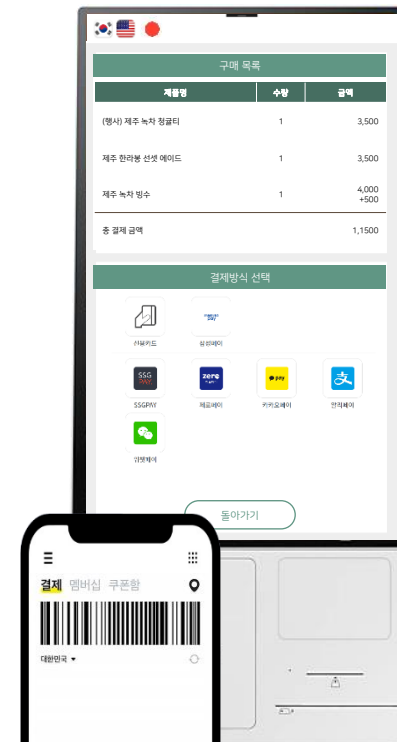 구매 목록
제품명 수량 금액
(행사) 제주 녹차 정글티 1 3,500
제주 한라봉 선셋 에이드 1 3,500
제주 녹차 빙수 1 4,000
+500
총 결제 금액 1,1500
결제방식 선택
신용카드 삼성페이
SSG
PAY
zero
pay
SSGPAY 제로페이 카카오페이 알리페이
위챗페이
돌아가기
결제 멤버십 쿠폰함
대한민국